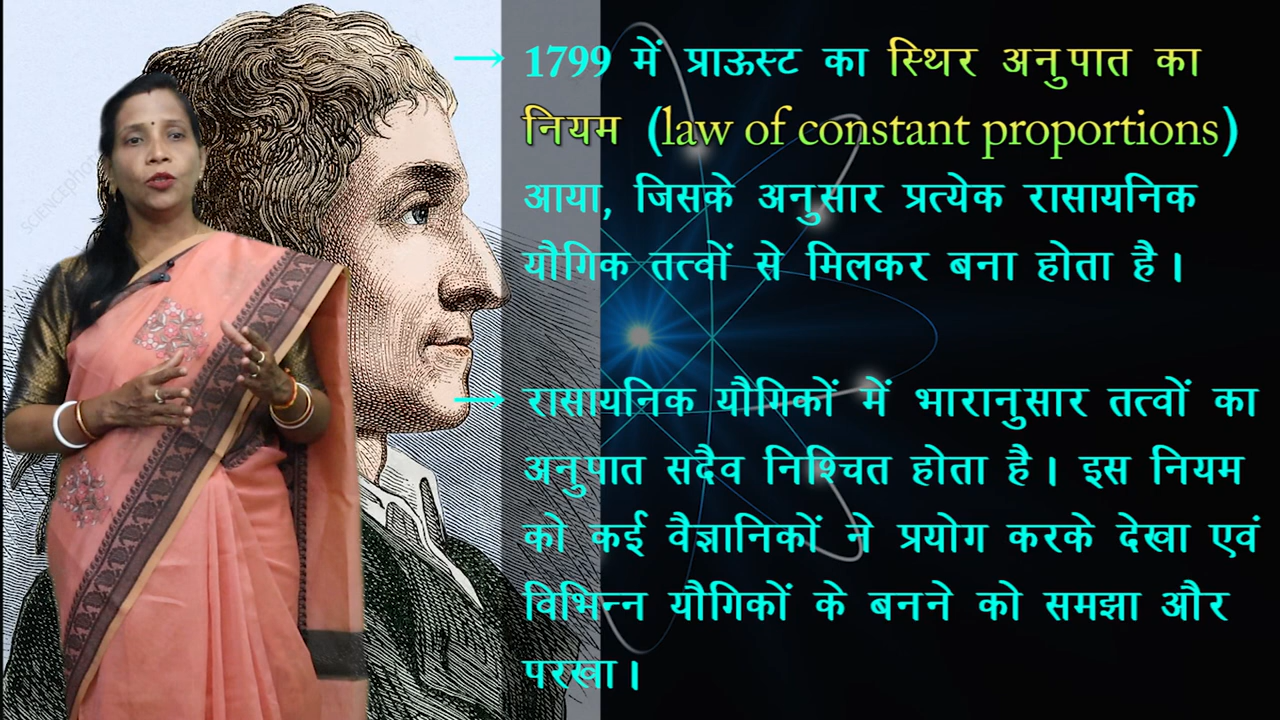 → 1799 में प्राऊस्ट का स्थिर अनुपात का
नियम (law of constant proportions)
आया, जिसके अनुसार प्रत्येक रासायनिक
यौगिक तत्वों से मिलकर बना होता है।
→ रासायनिक यौगिकों में भारानुसार तत्वों का
अनुपात सदैव निश्चित होता है। इस नियम
को कई वैज्ञानिकों ने प्रयोग करके देखा एवं
विभिन्न यौगिकों के बनने को समझा और
परखा।